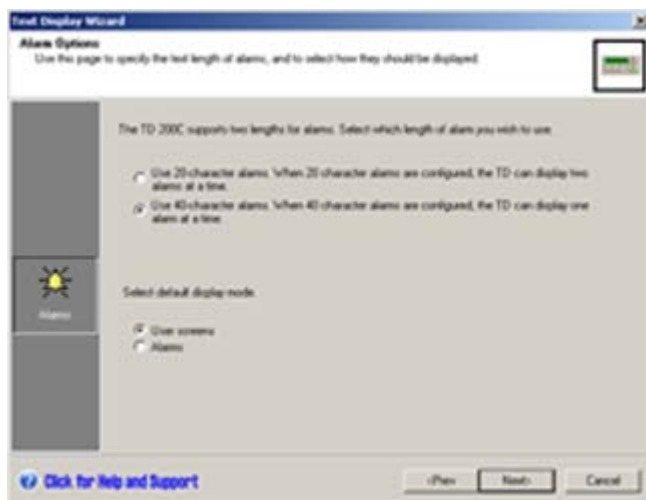 Text Display Wizard
Alarm Options
Use this page to specify the text length of alarms, and to select how they should be displayed.
The TD 200C supports two lengths for alarms. Select which length of alarm you wish to use.
Use 20-character alarms. When 20 character alarms are configured, the TD can display two
alarms at a time.
Use 40-character alarms. When 40 character alarms are configured, the TD can display one
alarm at a time.
Alarms
Select default display mode.
User screens
Alarms
Click for Help and Support
<Prev
Next>
Cancel